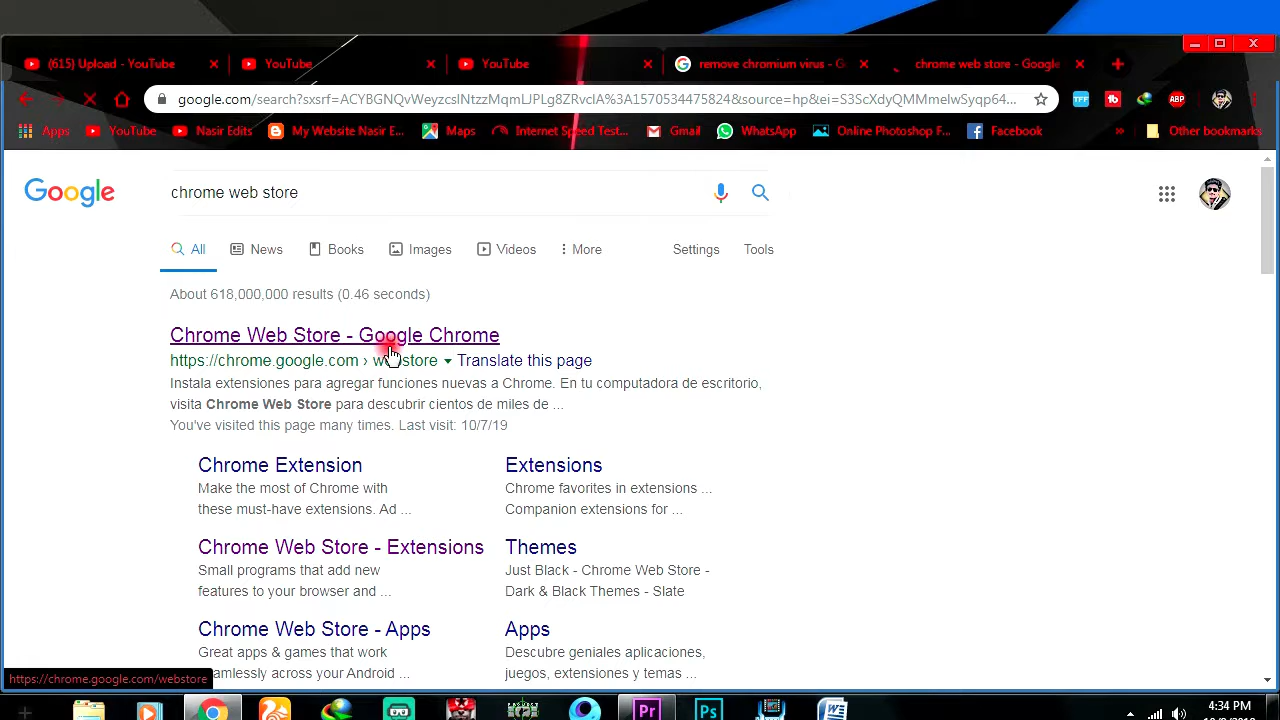 (615) Upload - YouTube
YouTube
YouTube
remove chromium virus - G
chrome web store - Google
google.com/search?sxsrf=ACYBGNQvWeyzcslNtzzMqmLJPLg8ZRvclA%3A1570534475824&source=hp&ei=S3ScXdyQMMmelwSyqp64...
TFF
tb
ABP
Apps
YouTube
Nasir Edits
My Website Nasir E...
Maps
Internet Speed Test...
Gmail
WhatsApp
Online Photoshop F...
Facebook
»
Other bookmarks
Google
chrome web store
All
News
Books
Images
Videos
More
Settings
Tools
About 618,000,000 results (0.46 seconds)
Chrome Web Store - Google Chrome
https://chrome.google.com › webstore Translate this page
Instala extensiones para agregar funciones nuevas a Chrome. En tu computadora de escritorio,
visita Chrome Web Store para descubrir cientos de miles de ...
You've visited this page many times. Last visit: 10/7/19
Chrome Extension
Make the most of Chrome with
these must-have extensions. Ad ...
Extensions
Chrome favorites in extensions ...
Companion extensions for ...
Chrome Web Store - Extensions
Small programs that add new
features to your browser and ...
Themes
Just Black - Chrome Web Store -
Dark & Black Themes - Slate
Chrome Web Store - Apps
Great apps & games that work
seamlessly across your Android ...
Apps
Descubre geniales aplicaciones,
juegos, extensiones y temas ...
https://chrome.google.com/webstore
Pr
Ps
W
4:34 PM